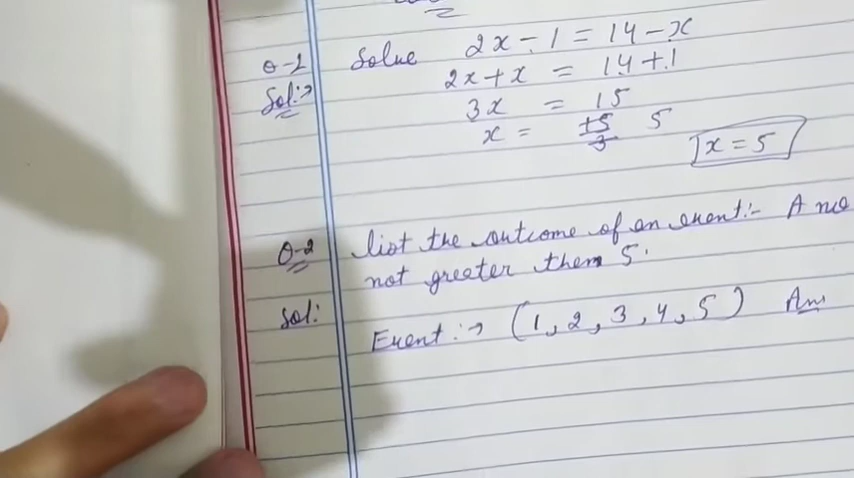 Q-1 Solve 2x - 1 = 14 - x
Sol:→ 2x + x = 14 + 1
3x = 15
x = 15/3 5
x = 5
Q-2 list the outcome of an event:- A no
not greater them 5.
Sol:
Event :→ (1, 2, 3, 4, 5) Ans